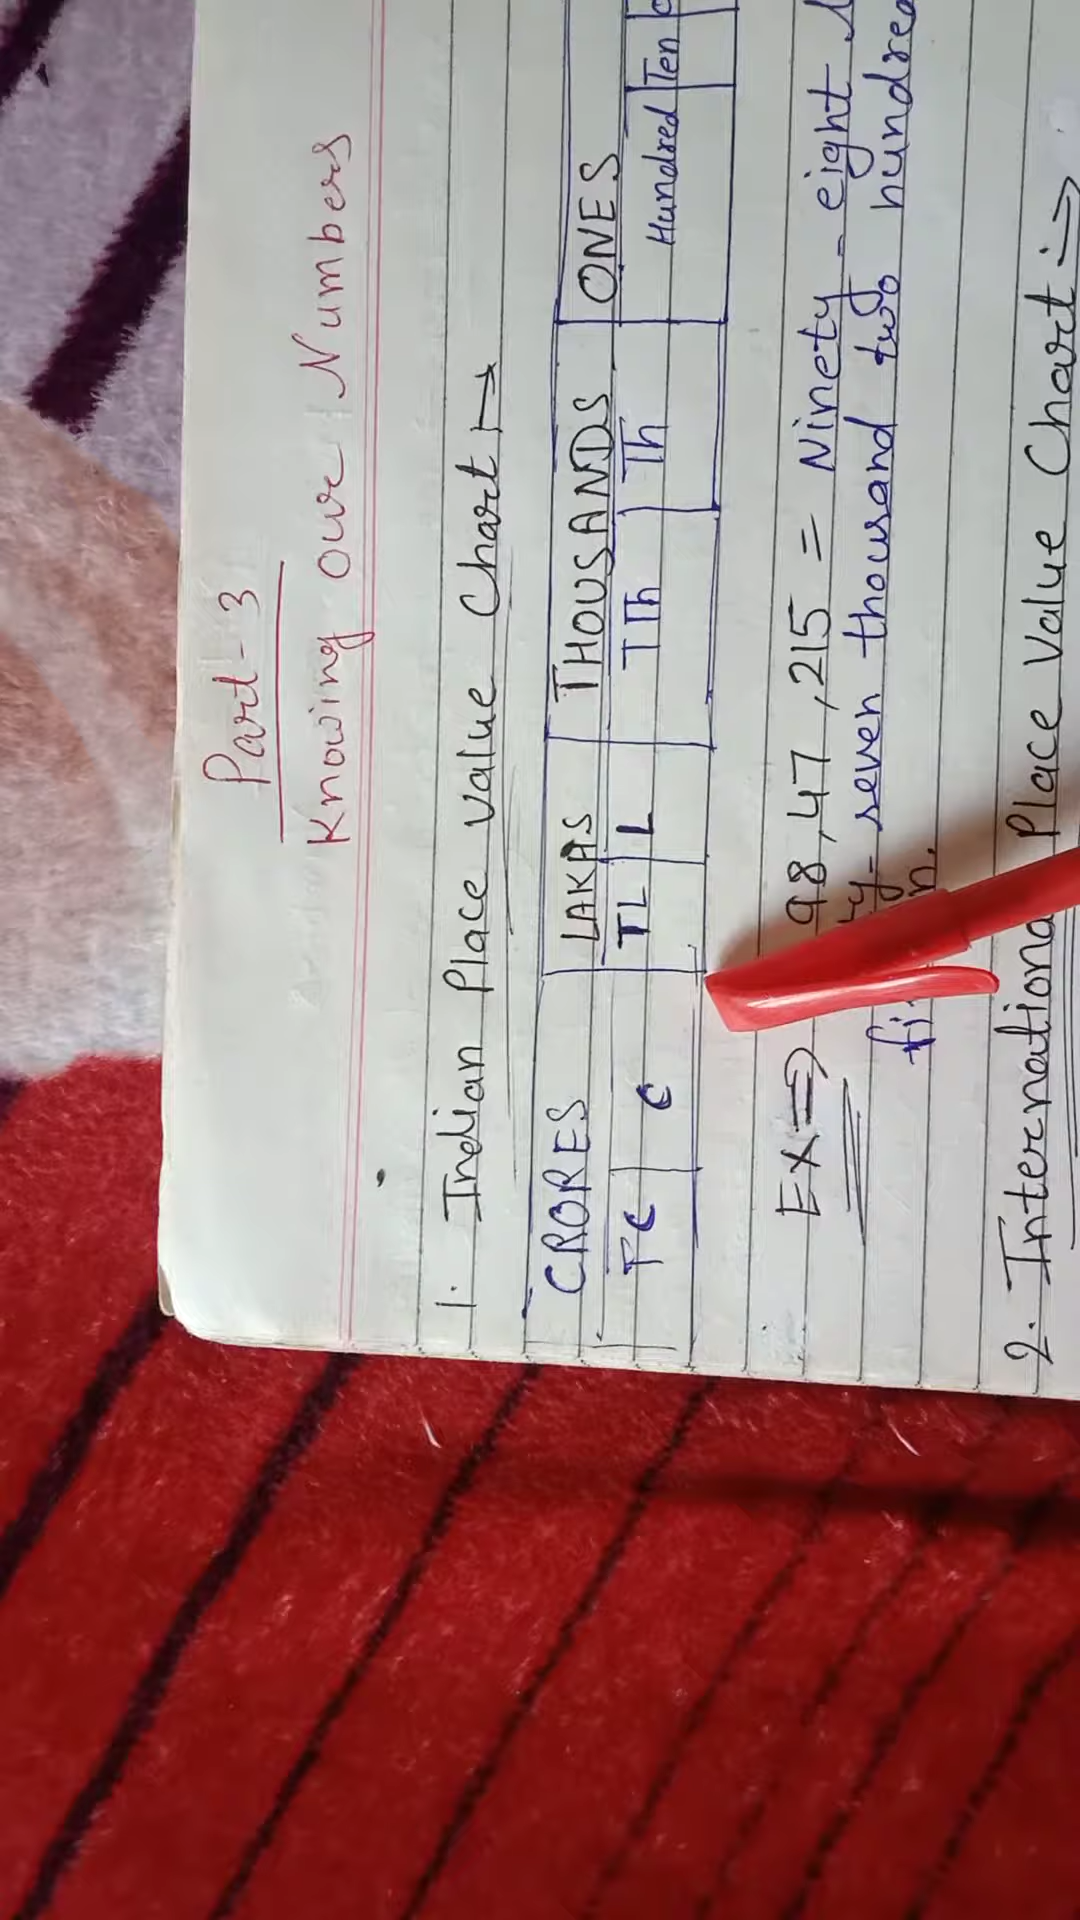 Part-3
Knowing our Numbers
1. Indian Place Value Chart
CRORES LAKHS THOUSANDS ONES
TC C TL L TTh Th Hundred Ten
EX ⇒ 98,47,215 = Ninety-eight
seven thousand two hundred
2. International Place Value Chart :⇒